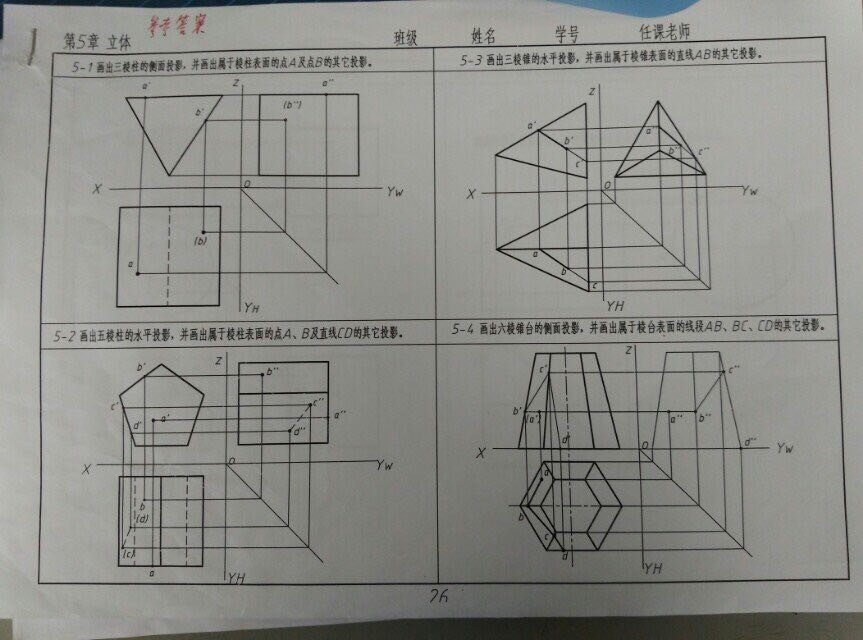 参考答案
第5章 立体 班级 姓名 学号 任课老师
5-1 画出三棱柱的侧面投影，并画出属于棱柱表面的点A及点B的其它投影。
a' Z a"
b' (b")
X O Yw
(b)
a
YH
5-3 画出三棱锥的水平投影，并画出属于棱锥表面的直线AB的其它投影。
Z
a' a"
b' b" c"
c'
X O Yw
a
b
c
YH
5-2 画出五棱柱的水平投影，并画出属于棱柱表面的点A、B及直线CD的其它投影。
b' Z b"
c' c"
d' a' a"
d"
X O Yw
b
(d)
(c)
a YH
5-4 画出六棱锥台的侧面投影，并画出属于棱台表面的线段AB、BC、CD的其它投影。
Z
c' c"
b' (a') a" b"
d' d"
X O Yw
a
b
c
d
YH
26